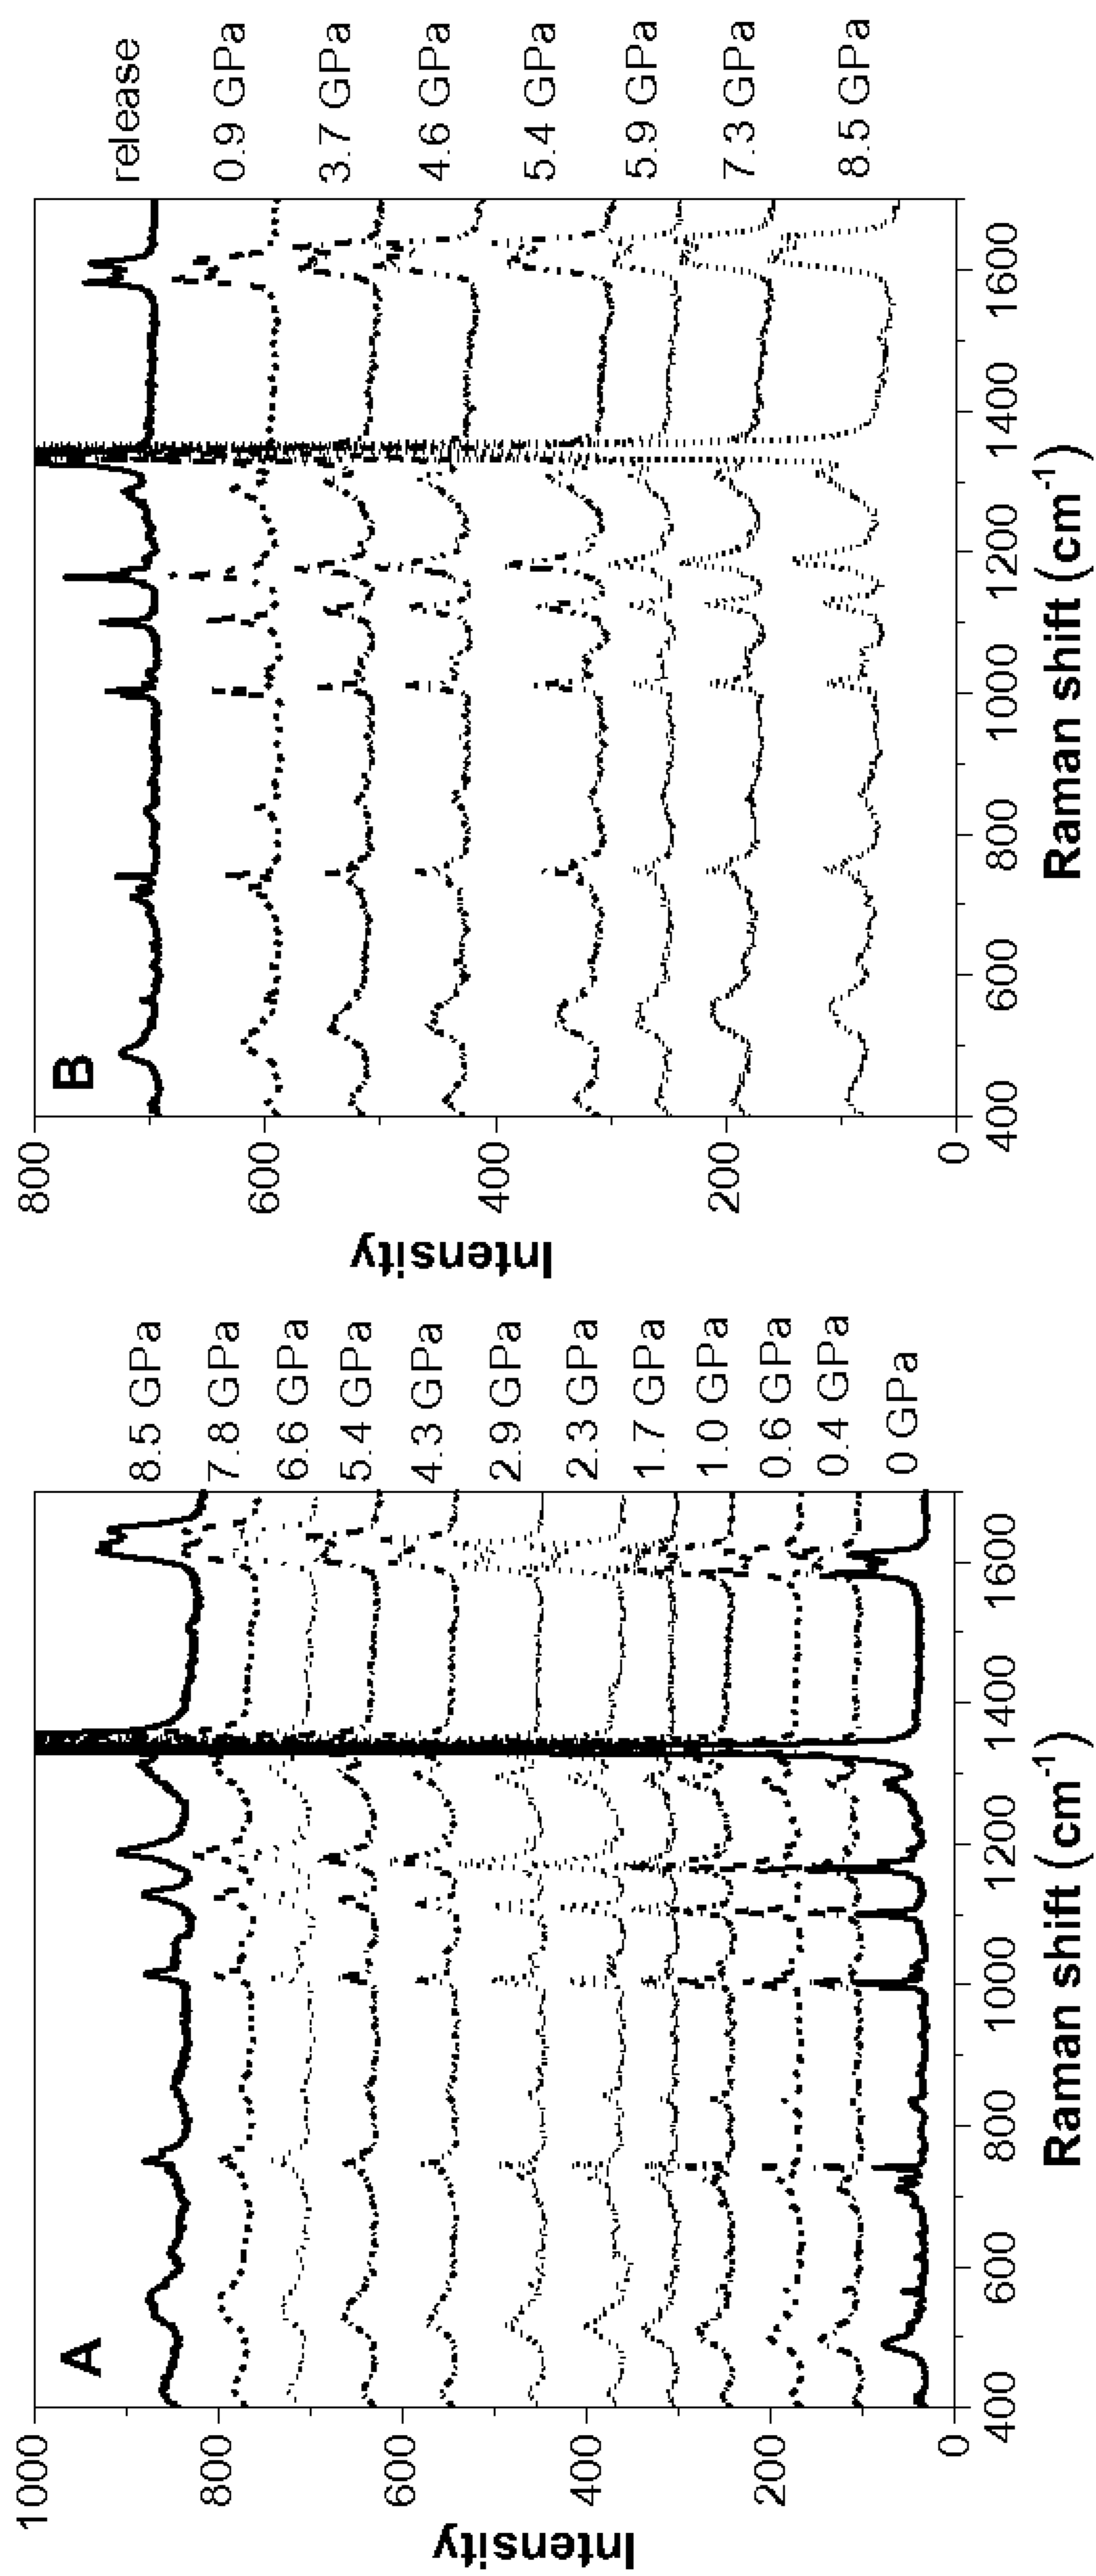 A
8.5 GPa
7.8 GPa
6.6 GPa
5.4 GPa
4.3 GPa
2.9 GPa
2.3 GPa
1.7 GPa
1.0 GPa
0.6 GPa
0.4 GPa
0 GPa
1000
800
600
400
200
0
Intensity
400 600 800 1000 1200 1400 1600
Raman shift (cm⁻¹)
B
release
0.9 GPa
3.7 GPa
4.6 GPa
5.4 GPa
5.9 GPa
7.3 GPa
8.5 GPa
800
600
400
200
0
Intensity
400 600 800 1000 1200 1400 1600
Raman shift (cm⁻¹)